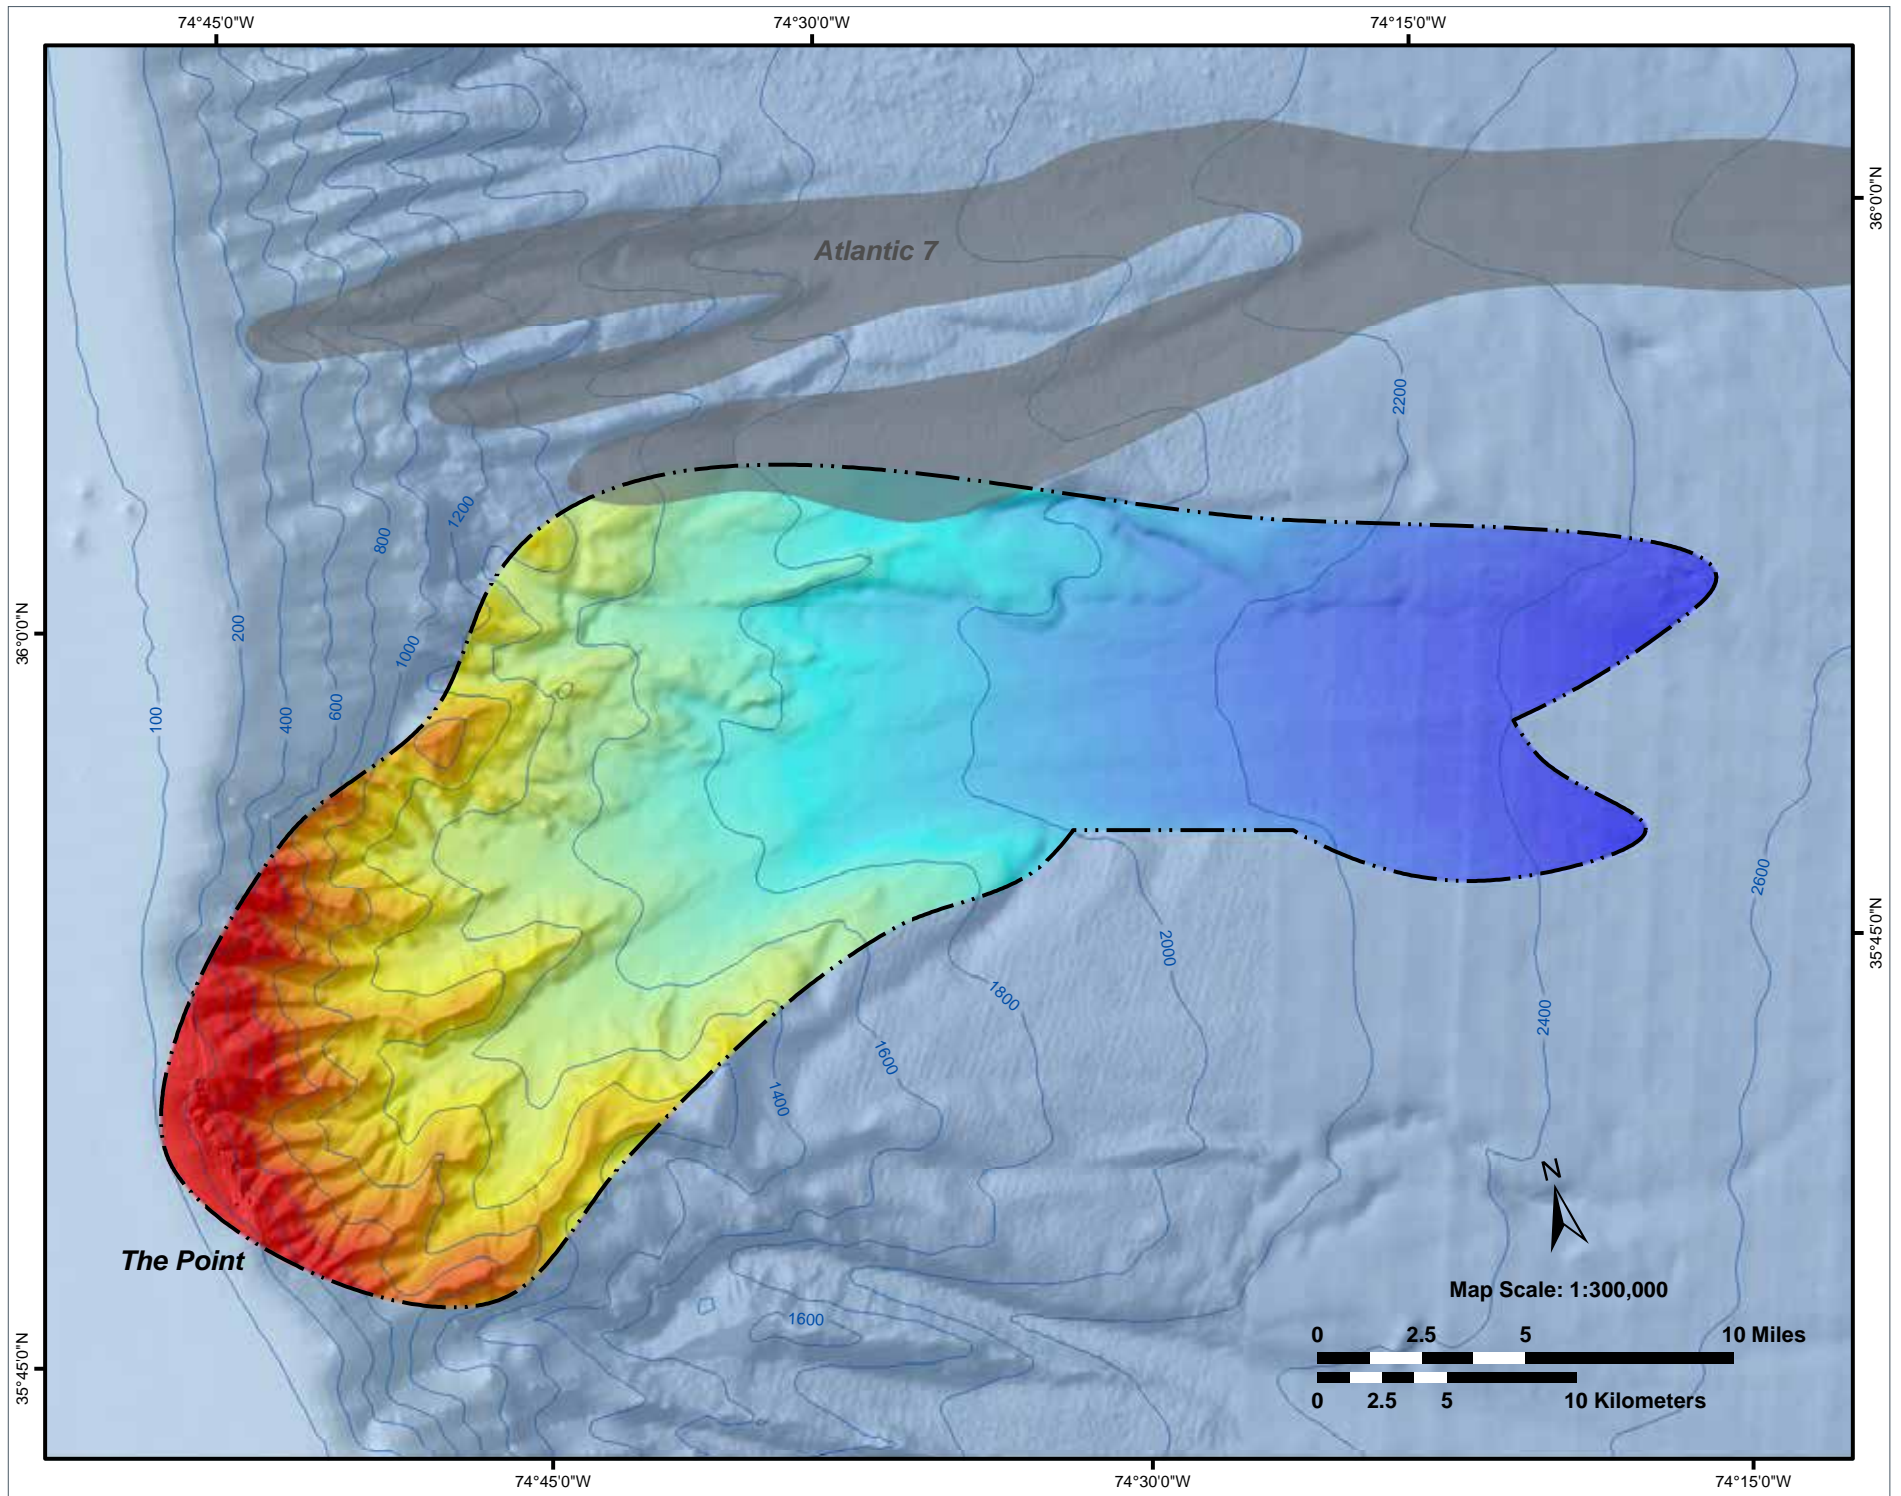 74°45'0"W
74°30'0"W
74°15'0"W
36°0'0"N
Atlantic 7
2200
1200
800
1000
200
36°0'0"N
100
400
600
2600
35°45'0"N
2000
1800
2400
1600
1400
N
The Point
Map Scale: 1:300,000
1600
0 2.5 5 10 Miles
35°45'0"N
0 2.5 5 10 Kilometers
74°45'0"W
74°30'0"W
74°15'0"W